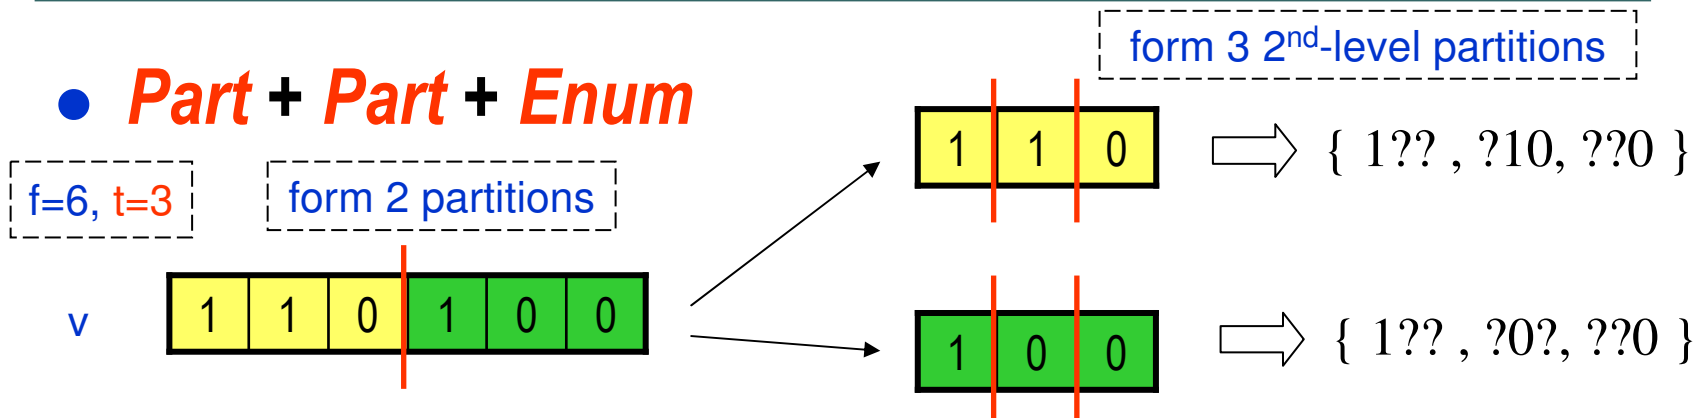 form 3 2nd-level partitions
● Part + Part + Enum
1 1 0
{ 1?? , ?10, ??0 }
f=6, t=3
form 2 partitions
v
1 1 0 1 0 0
1 0 0
{ 1?? , ?0?, ??0 }